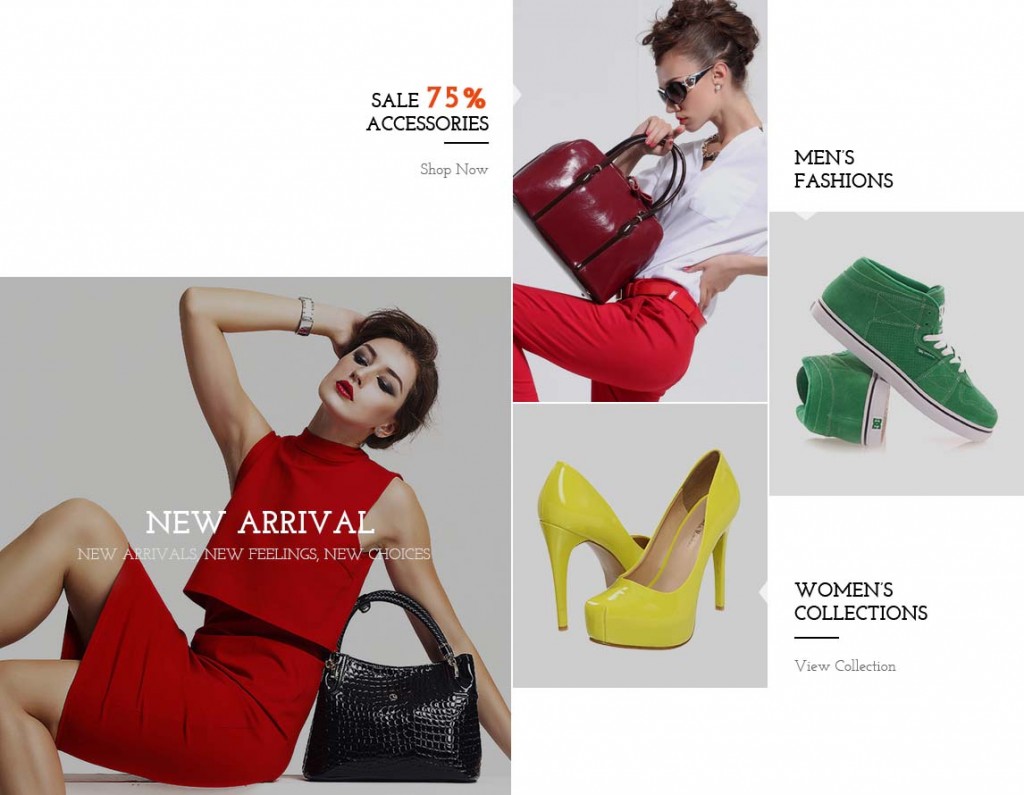 SALE 75%
ACCESSORIES
Shop Now
MEN'S
FASHIONS
NEW ARRIVAL
NEW ARRIVALS, NEW FEELINGS, NEW CHOICES
WOMEN'S
COLLECTIONS
View Collection